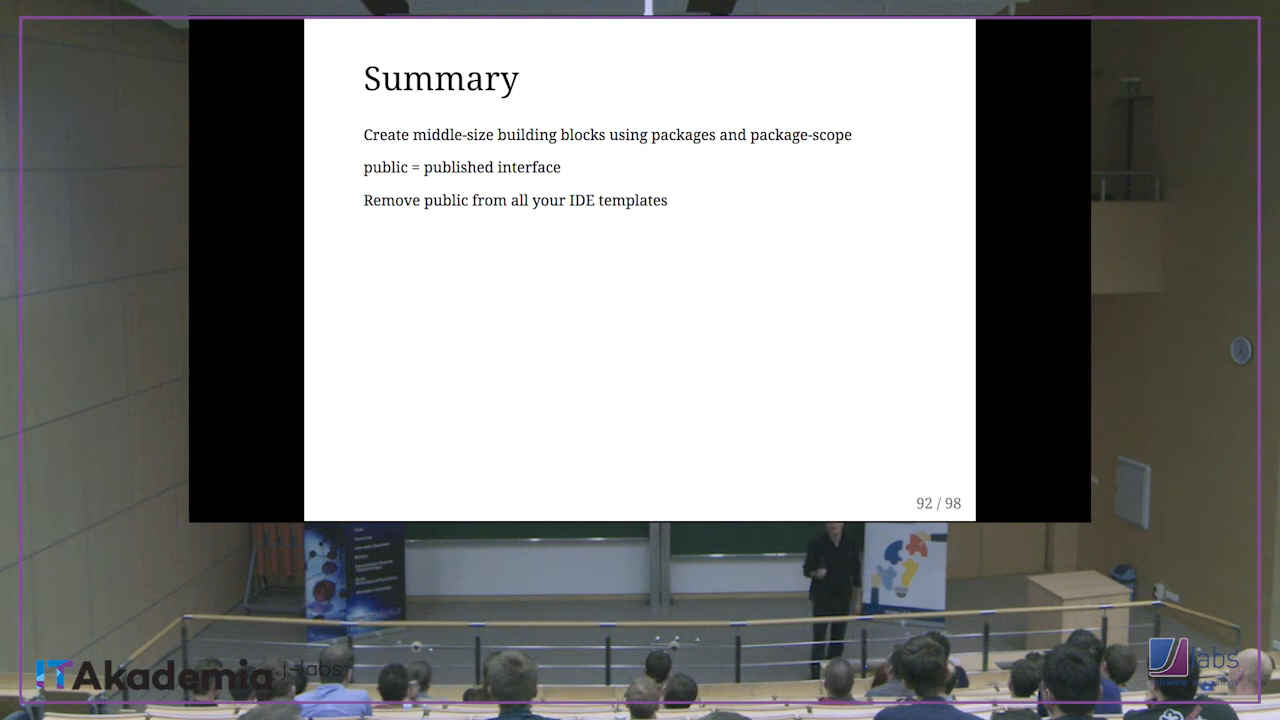 Summary
Create middle-size building blocks using packages and package-scope
public = published interface
Remove public from all your IDE templates
92 / 98
ITAkademia j-labs
labs